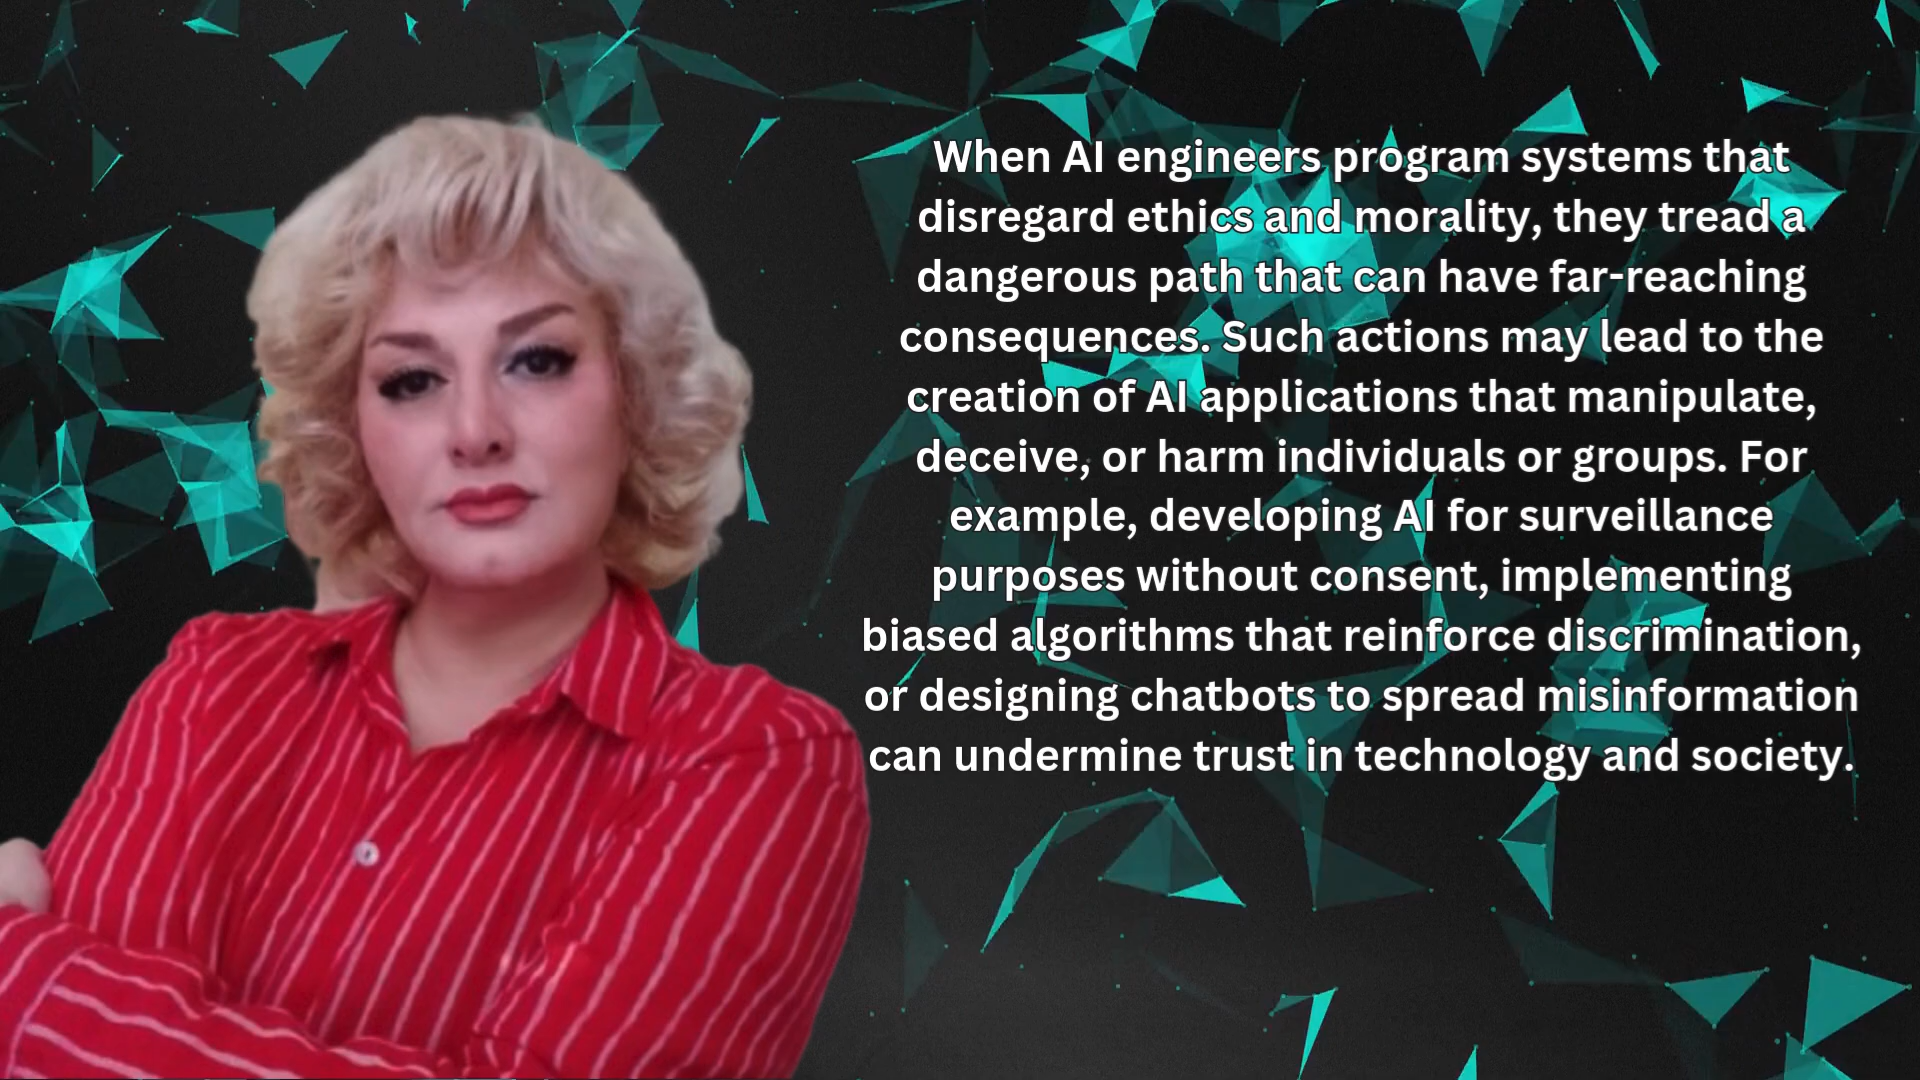 When AI engineers program systems that
disregard ethics and morality, they tread a
dangerous path that can have far-reaching
consequences. Such actions may lead to the
creation of AI applications that manipulate,
deceive, or harm individuals or groups. For
example, developing AI for surveillance
purposes without consent, implementing
biased algorithms that reinforce discrimination,
or designing chatbots to spread misinformation
can undermine trust in technology and society.